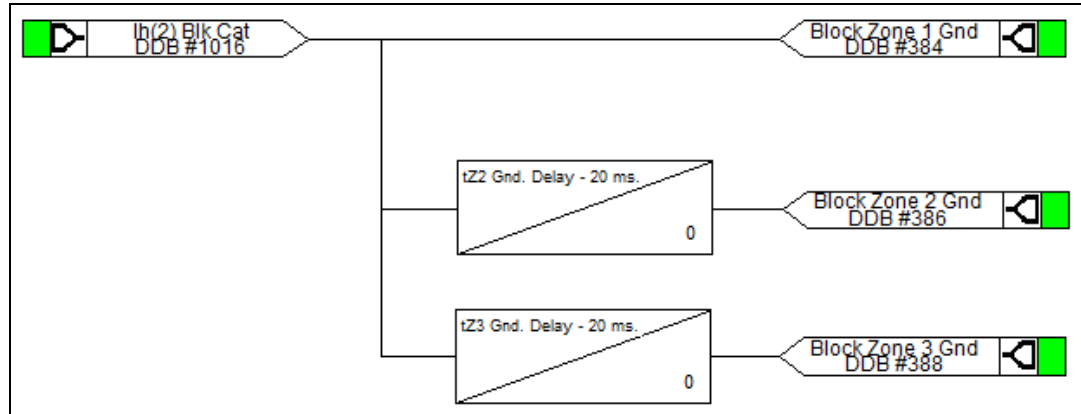 Ih(2) Blk Cat
DDB #1016
Block Zone 1 Gnd
DDB #384
tZ2 Gnd. Delay - 20 ms.
0
Block Zone 2 Gnd
DDB #386
tZ3 Gnd. Delay - 20 ms.
0
Block Zone 3 Gnd
DDB #388